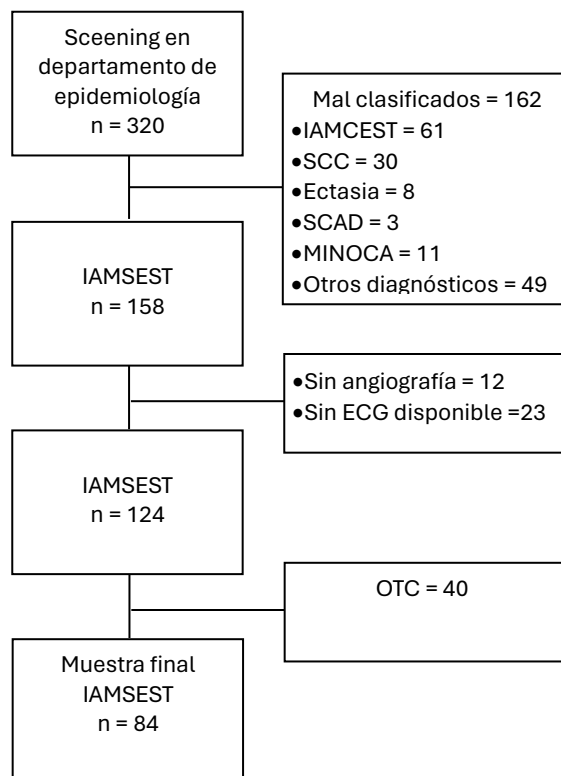 Sceening en
departamento de
epidemiología
n = 320
Mal clasificados = 162
•IAMCEST = 61
•SCC = 30
•Ectasia = 8
•SCAD = 3
•MINOCA = 11
•Otros diagnósticos = 49
IAMSEST
n = 158
•Sin angiografía = 12
•Sin ECG disponible =23
IAMSEST
n = 124
OTC = 40
Muestra final
IAMSEST
n = 84